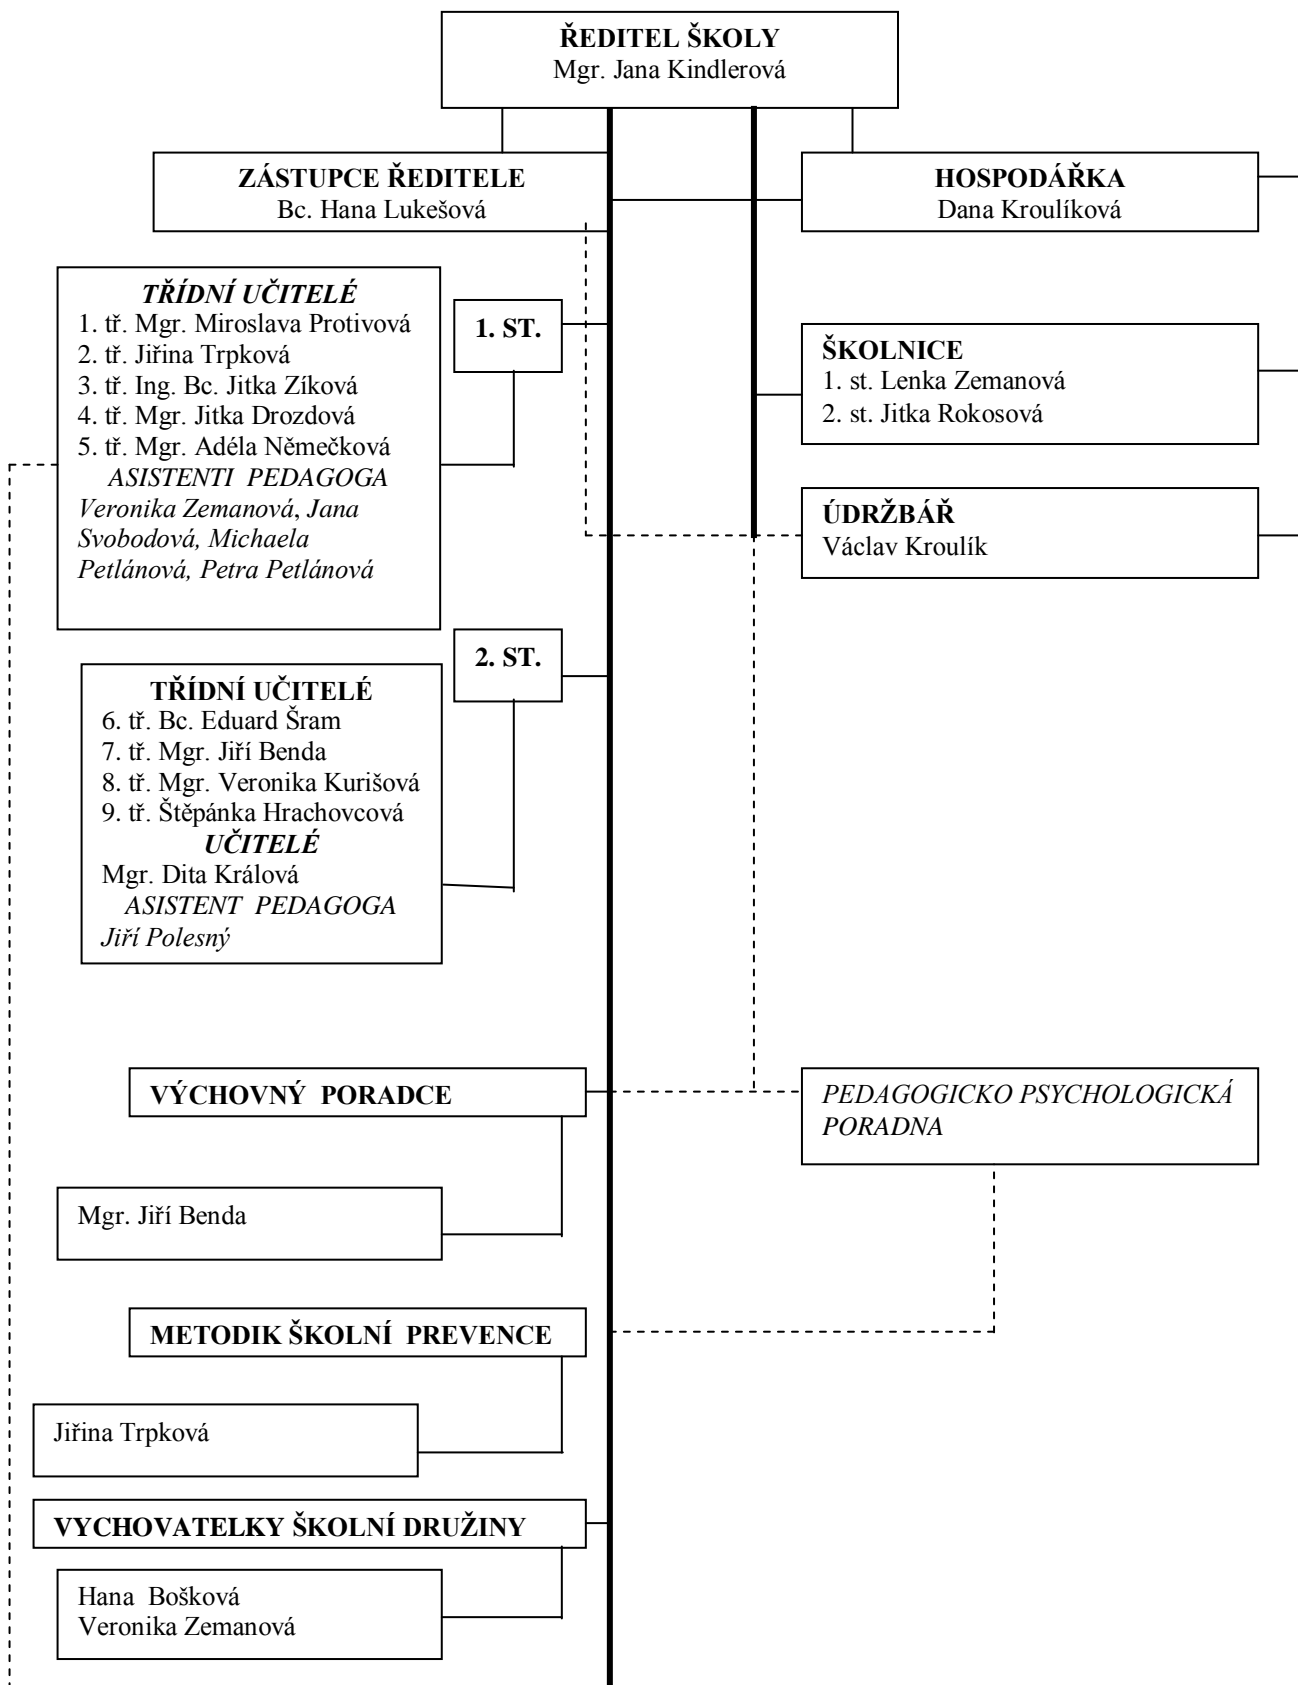 ŘEDITEL ŠKOLY
Mgr. Jana Kindlerová
ZÁSTUPCE ŘEDITELE
Bc. Hana Lukešová
HOSPODÁŘKA
Dana Kroulíková
TŘÍDNÍ UČITELÉ
1. tř. Mgr. Miroslava Protivová
2. tř. Jiřina Trpková
3. tř. Ing. Bc. Jitka Zíková
4. tř. Mgr. Jitka Drozdová
5. tř. Mgr. Adéla Němečková
ASISTENTI PEDAGOGA
Veronika Zemanová, Jana
Svobodová, Michaela
Petlánová, Petra Petlánová
1. ST.
ŠKOLNICE
1. st. Lenka Zemanová
2. st. Jitka Rokosová
ÚDRŽBÁŘ
Václav Kroulík
2. ST.
TŘÍDNÍ UČITELÉ
6. tř. Bc. Eduard Šram
7. tř. Mgr. Jiří Benda
8. tř. Mgr. Veronika Kurišová
9. tř. Štěpánka Hrachovcová
UČITELÉ
Mgr. Dita Králová
ASISTENT PEDAGOGA
Jiří Polesný
VÝCHOVNÝ PORADCE
PEDAGOGICKO PSYCHOLOGICKÁ
PORADNA
Mgr. Jiří Benda
METODIK ŠKOLNÍ PREVENCE
Jiřina Trpková
VYCHOVATELKY ŠKOLNÍ DRUŽINY
Hana Bošková
Veronika Zemanová